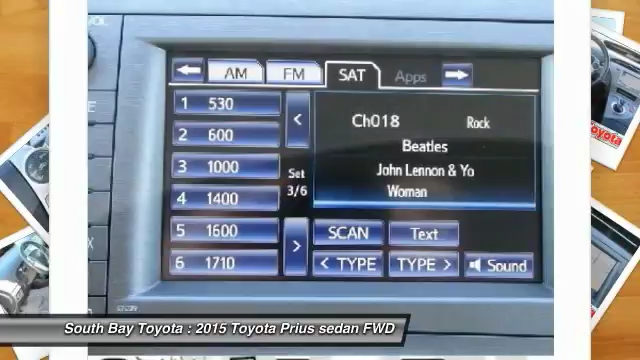 AM FM SAT Apps
1 530
2 600
3 1000
4 1400
5 1600
6 1710
<
Set
3/6
>
Ch018 Rock
Beatles
John Lennon & Yo
Woman
SCAN Text
< TYPE TYPE > Sound
Toyota
South Bay Toyota : 2015 Toyota Prius sedan FWD